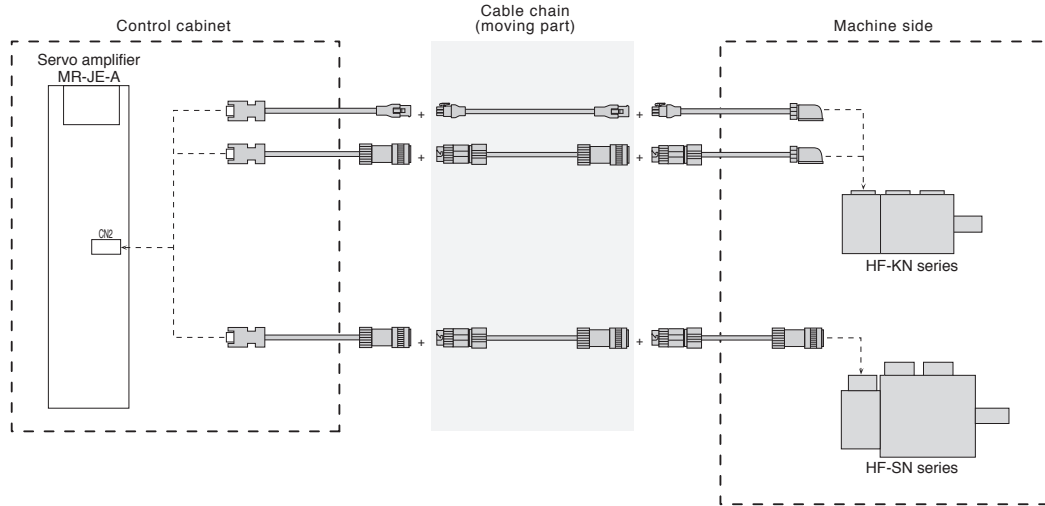 Control cabinet
Cable chain
(moving part)
Machine side
Servo amplifier
MR-JE-A
+
+
+
+
CN2
HF-KN series
+
+
HF-SN series